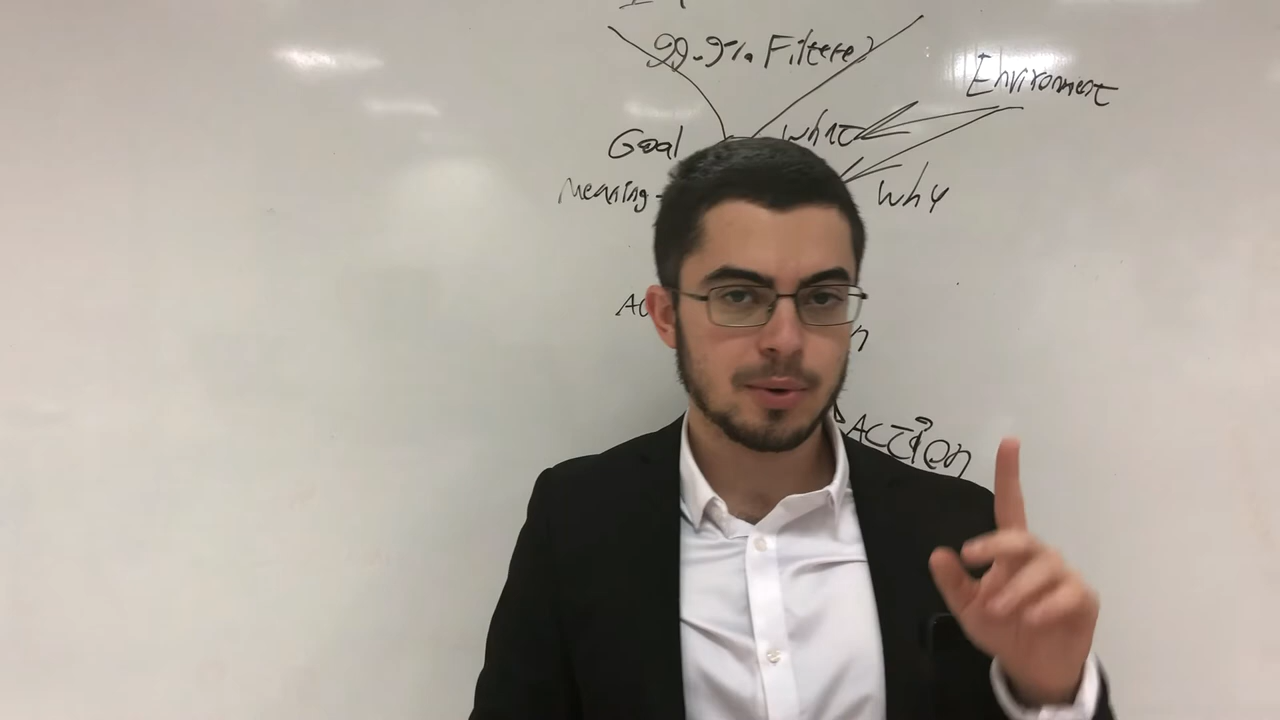 99.9% Filtered
Environment
Goal
What
Meaning
Why
Action